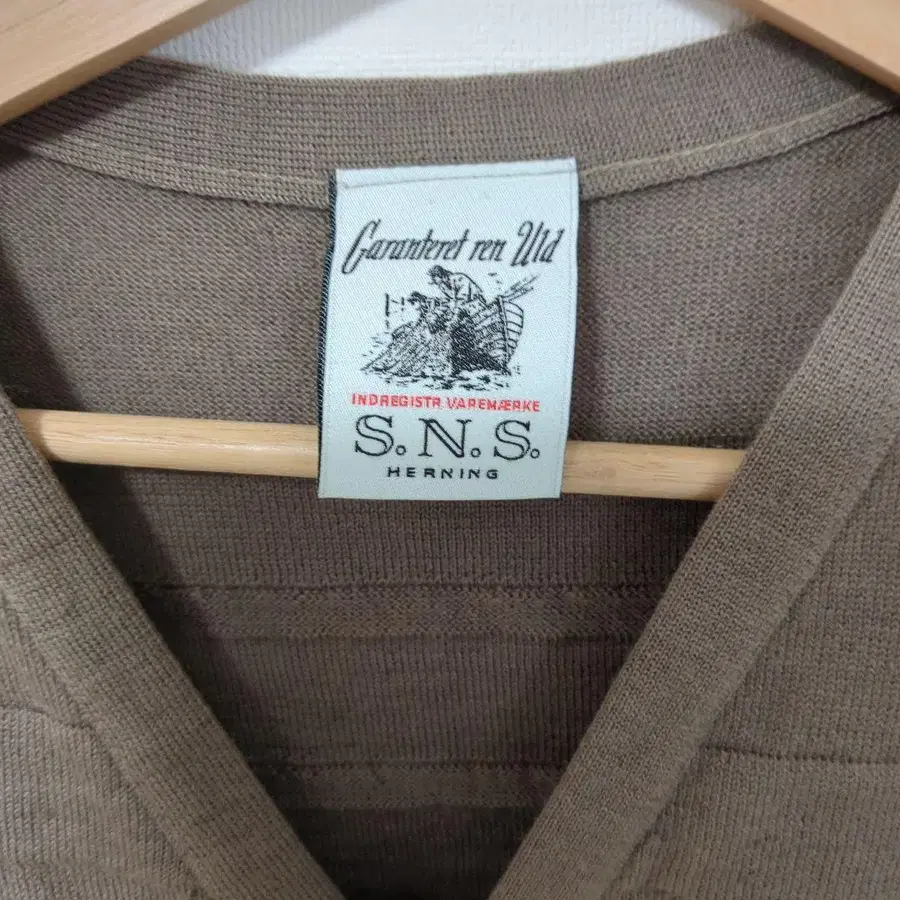 Garanteret ren Uld
INDREGISTR. VAREMÆRKE
S.N.S.
HERNING